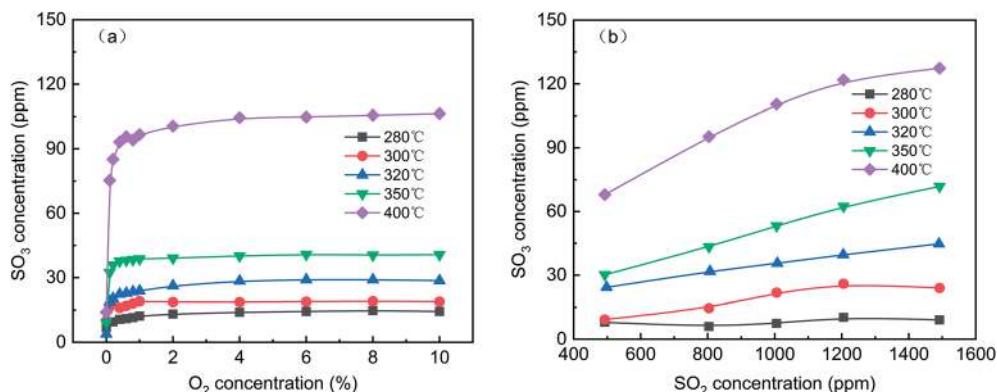 (a)
SO₃ concentration (ppm)
150
120
90
60
30
0
280℃
300℃
320℃
350℃
400℃
0 2 4 6 8 10
O₂ concentration (%)
(b)
SO₃ concentration (ppm)
150
120
90
60
30
0
280℃
300℃
320℃
350℃
400℃
400 600 800 1000 1200 1400 1600
SO₂ concentration (ppm)